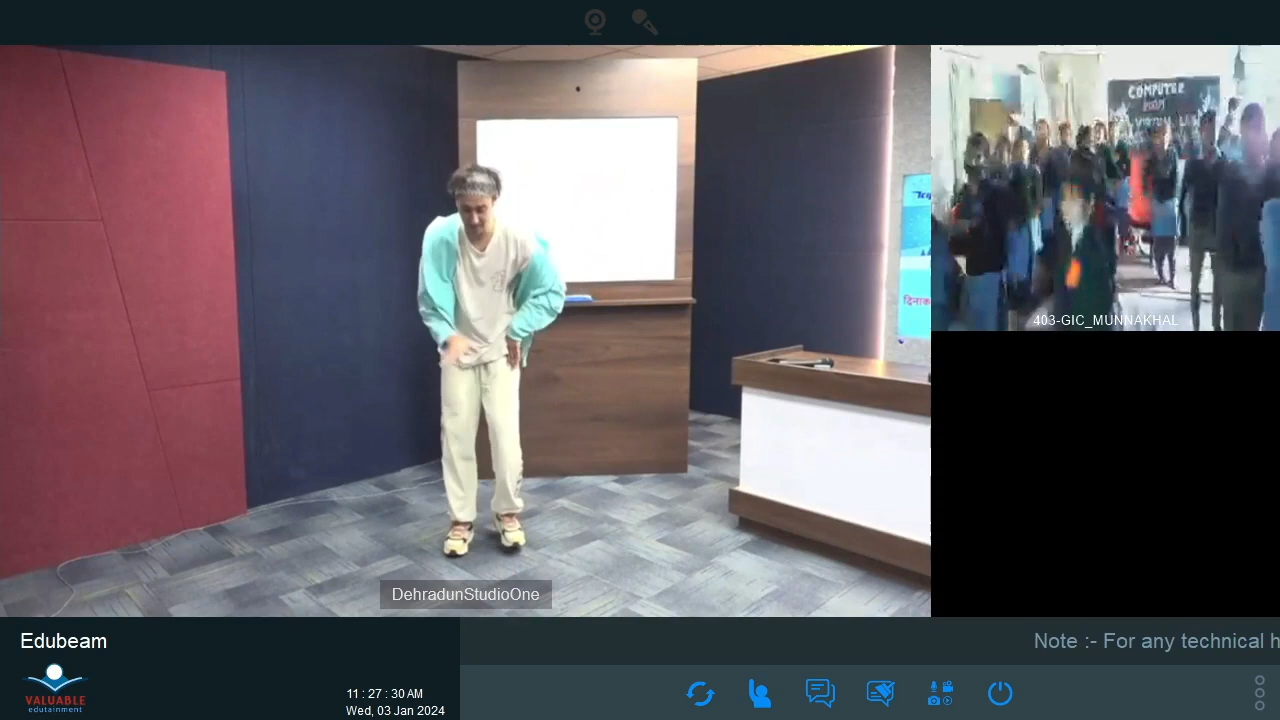 COMPUTER
403-GIC_MUNNAKHAL
DehradunStudioOne
Edubeam
Note :- For any technical h
VALUABLE
edutainment
11 : 27 : 30 AM
Wed, 03 Jan 2024